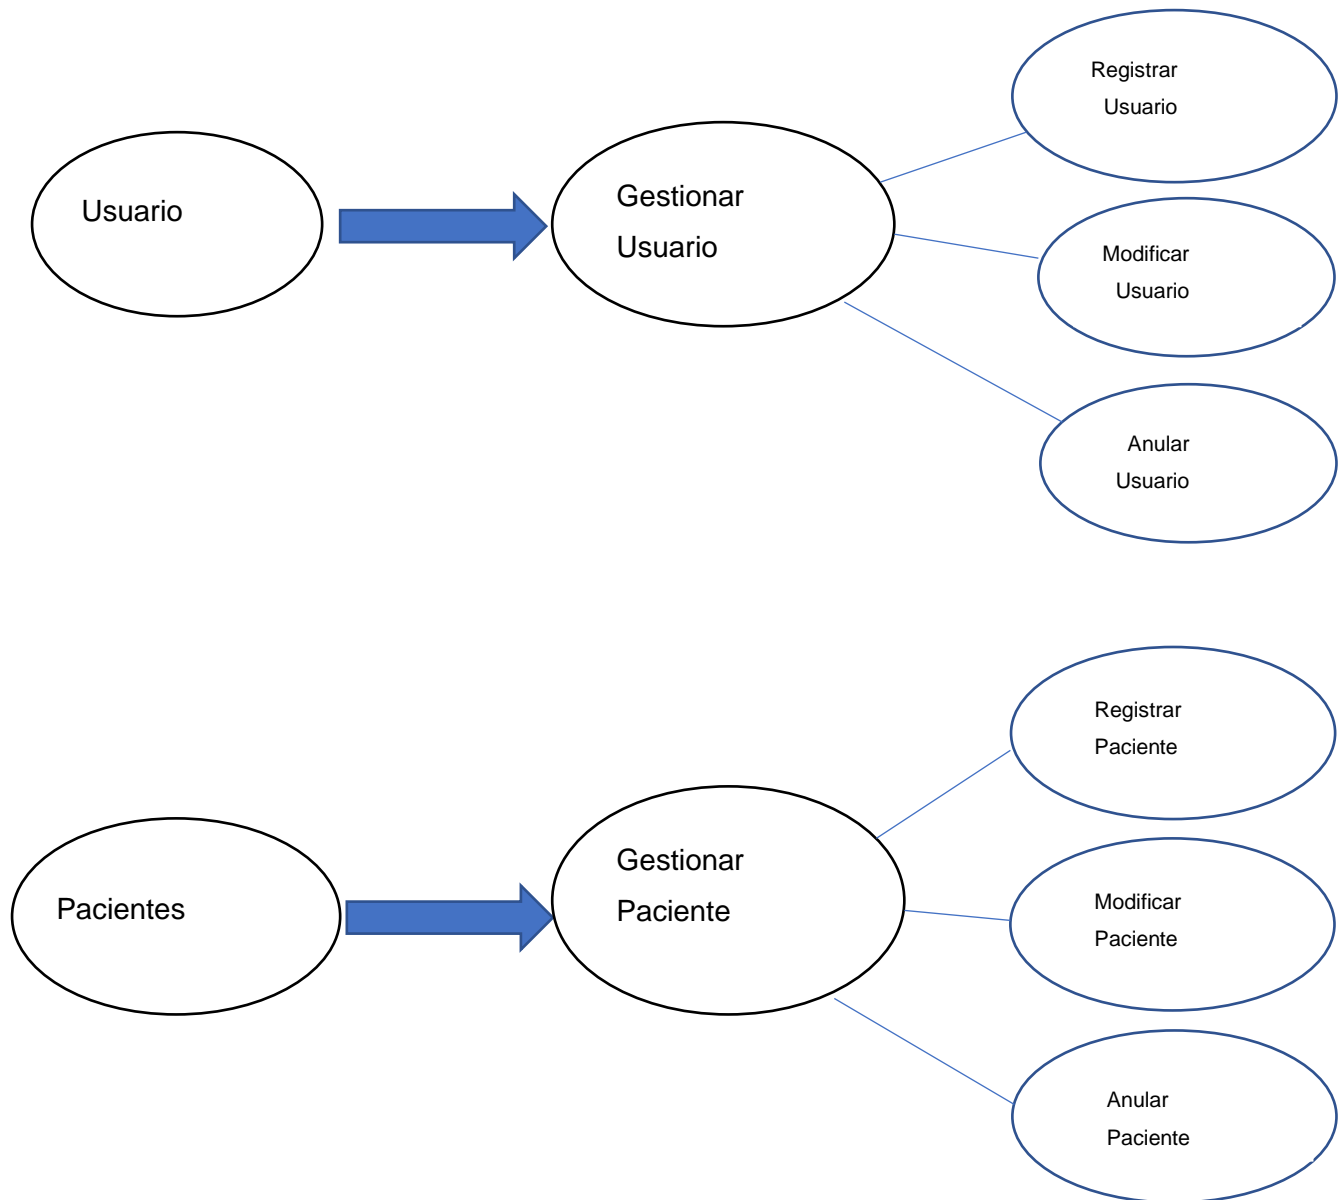 Usuario
Gestionar
Usuario
Registrar
Usuario
Modificar
Usuario
Anular
Usuario
Pacientes
Gestionar
Paciente
Registrar
Paciente
Modificar
Paciente
Anular
Paciente